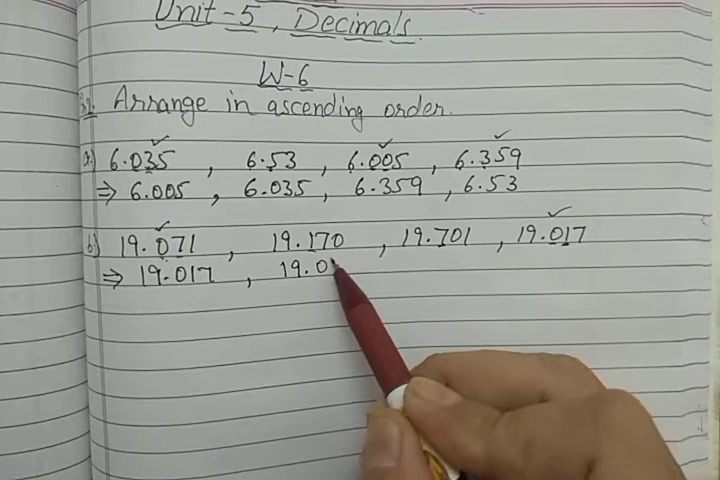 Unit-5, Decimals.
W-6
Arrange in ascending order.
a) 6.035, 6.53, 6.005, 6.359
⇒ 6.005, 6.035, 6.359, 6.53
b) 19.071, 19.170, 19.701, 19.017
⇒ 19.017, 19.0